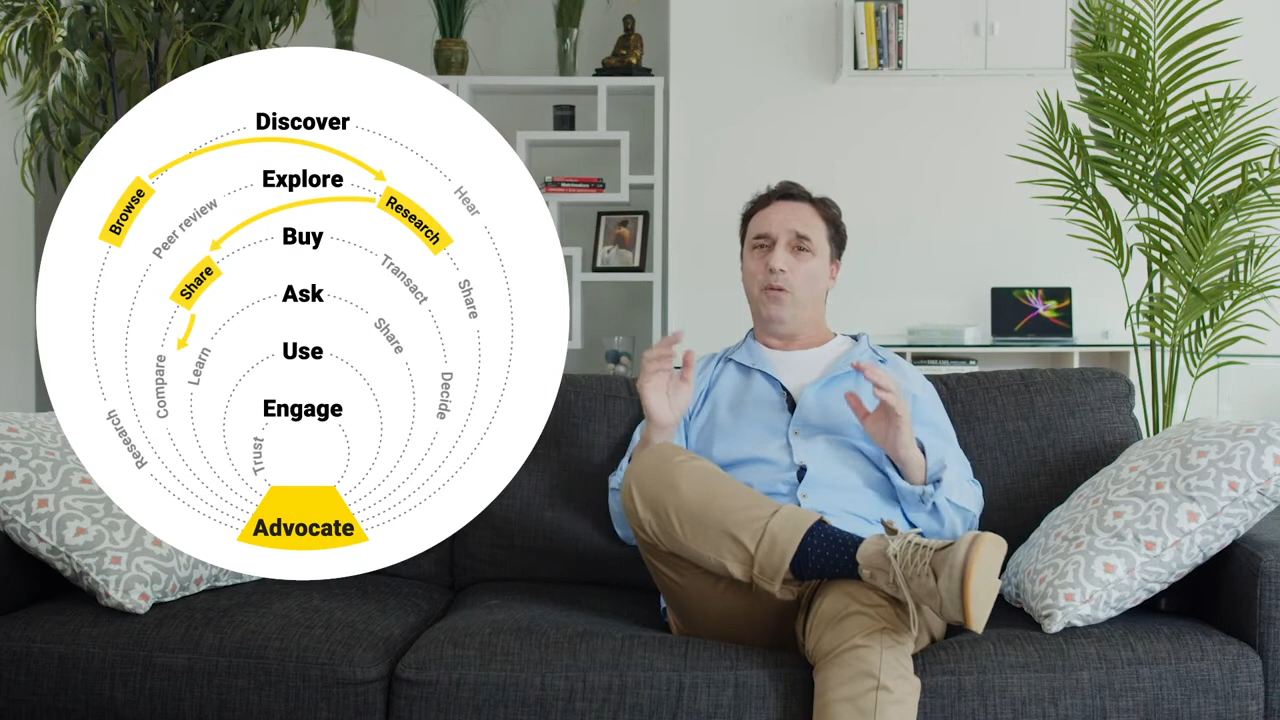 Discover
Browse
Explore
Hear
Peer review
Research
Buy
Share
Transact
Share
Ask
Learn
Share
Compare
Use
Decide
Engage
Research
Trust
Advocate